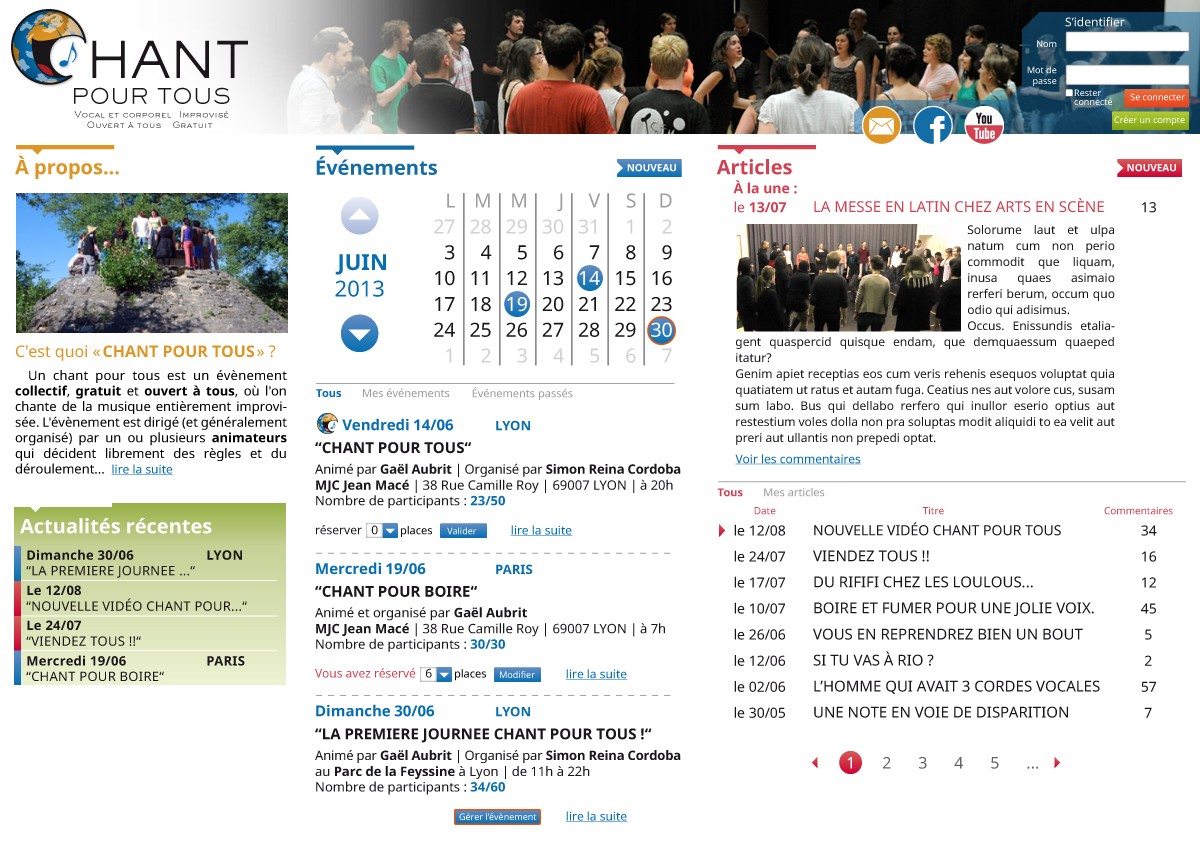 CHANT
POUR TOUS
Vocal et corporel Improvisé
Ouvert à tous Gratuit
S'identifier
Nom
Mot de
passe
Rester
connecté
Se connecter
Créer un compte
You
Tube
À propos...
C'est quoi «CHANT POUR TOUS» ?
Un chant pour tous est un évènement
collectif, gratuit et ouvert à tous, où l'on
chante de la musique entièrement improvi-
sée. L'évènement est dirigé (et généralement
organisé) par un ou plusieurs animateurs
qui décident librement des règles et du
déroulement... lire la suite
Actualités récentes
Dimanche 30/06 LYON
“LA PREMIERE JOURNEE ...“
Le 12/08
“NOUVELLE VIDÉO CHANT POUR...“
Le 24/07
“VIENDEZ TOUS !!“
Mercredi 19/06 PARIS
“CHANT POUR BOIRE“
Événements
NOUVEAU
JUIN
2013
L M M J V S D
27 28 29 30 31 1 2
3 4 5 6 7 8 9
10 11 12 13 14 15 16
17 18 19 20 21 22 23
24 25 26 27 28 29 30
1 2 3 4 5 6 7
Tous Mes événements Événements passés
Vendredi 14/06 LYON
“CHANT POUR TOUS“
Animé par Gaël Aubrit | Organisé par Simon Reina Cordoba
MJC Jean Macé | 38 Rue Camille Roy | 69007 LYON | à 20h
Nombre de participants : 23/50
réserver 0 places Valider lire la suite
Mercredi 19/06 PARIS
“CHANT POUR BOIRE“
Animé et organisé par Gaël Aubrit
MJC Jean Macé | 38 Rue Camille Roy | 69007 LYON | à 7h
Nombre de participants : 30/30
Vous avez réservé 6 places Modifier lire la suite
Dimanche 30/06 LYON
“LA PREMIERE JOURNEE CHANT POUR TOUS !“
Animé par Gaël Aubrit | Organisé par Simon Reina Cordoba
au Parc de la Feyssine à Lyon | de 11h à 22h
Nombre de participants : 34/60
Gérer l'évènement lire la suite
Articles
NOUVEAU
À la une :
le 13/07 LA MESSE EN LATIN CHEZ ARTS EN SCÈNE 13
Solorume laut et ulpa
natum cum non perio
commodit que liquam,
inusa quaes asimaio
rerferi berum, occum quo
odio qui adisimus.
Occus. Enissundis etalia-
gent quaspercid quisque endam, que demquaessum quaeped
itatur?
Genim apiet receptias eos cum veris rehenis esequos voluptat quia
quatiatem ut ratus et autam fuga. Ceatius nes aut volore cus, susam
sum labo. Bus qui dellabo rerfero qui inullor eserio optius aut
restestium voles dolla non pra soluptas modit aliquidi to ea velit aut
preri aut ullantis non prepedi optat.
Voir les commentaires
Tous Mes articles
Date Titre Commentaires
le 12/08 NOUVELLE VIDÉO CHANT POUR TOUS 34
le 24/07 VIENDEZ TOUS !! 16
le 17/07 DU RIFIFI CHEZ LES LOULOUS... 12
le 10/07 BOIRE ET FUMER POUR UNE JOLIE VOIX. 45
le 26/06 VOUS EN REPRENDREZ BIEN UN BOUT 5
le 12/06 SI TU VAS À RIO ? 2
le 02/06 L'HOMME QUI AVAIT 3 CORDES VOCALES 57
le 30/05 UNE NOTE EN VOIE DE DISPARITION 7
1 2 3 4 5 ...